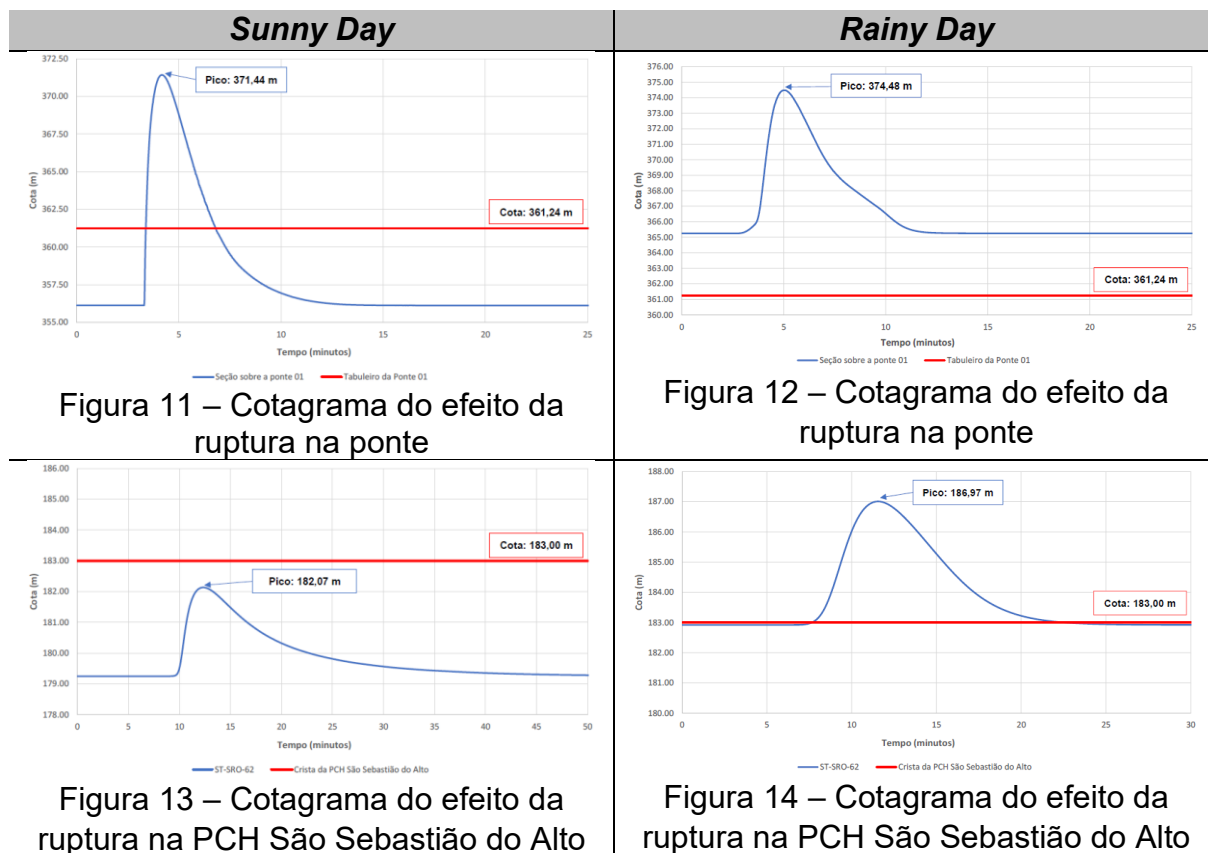 Sunny Day
Rainy Day
372.50
370.00
367.50
365.00
362.50
360.00
357.50
355.00
Cota (m)
Pico: 371,44 m
Cota: 361,24 m
0 5 10 15 20 25
Tempo (minutos)
Seção sobre a ponte 01 Tabuleiro da Ponte 01
Figura 11 – Cotagrama do efeito da
ruptura na ponte
376.00
375.00
374.00
373.00
372.00
371.00
370.00
369.00
368.00
367.00
366.00
365.00
364.00
363.00
362.00
361.00
360.00
Cota (m)
Pico: 374,48 m
Cota: 361,24 m
0 5 10 15 20 25
Tempo (minutos)
Seção sobre a ponte 01 Tabuleiro da Ponte 01
Figura 12 – Cotagrama do efeito da
ruptura na ponte
186.00
185.00
184.00
183.00
182.00
181.00
180.00
179.00
178.00
Cota (m)
Cota: 183,00 m
Pico: 182,07 m
0 5 10 15 20 25 30 35 40 45 50
Tempo (minutos)
ST-SRO-62 Crista da PCH São Sebastião do Alto
Figura 13 – Cotagrama do efeito da
ruptura na PCH São Sebastião do Alto
188.00
187.00
186.00
185.00
184.00
183.00
182.00
181.00
180.00
Cota (m)
Pico: 186,97 m
Cota: 183,00 m
0 5 10 15 20 25 30
Tempo (minutos)
ST-SRO-62 Crista da PCH São Sebastião do Alto
Figura 14 – Cotagrama do efeito da
ruptura na PCH São Sebastião do Alto